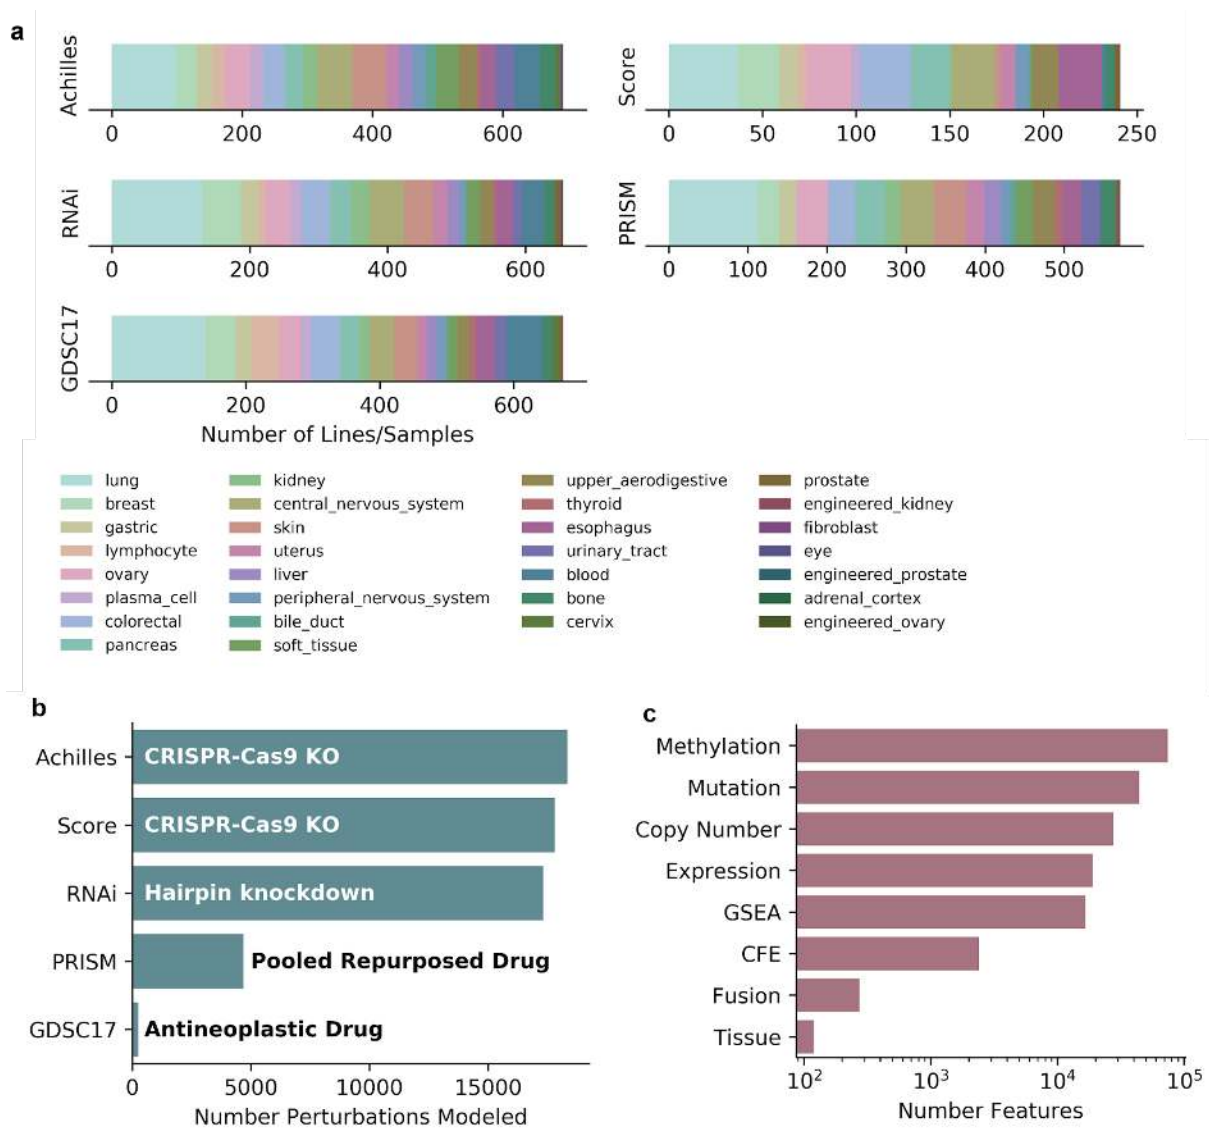 a
Achilles
0 200 400 600
Score
0 50 100 150 200 250
RNAi
0 200 400 600
PRISM
0 100 200 300 400 500
GDSC17
0 200 400 600
Number of Lines/Samples
lung
breast
gastric
lymphocyte
ovary
plasma_cell
colorectal
pancreas
kidney
central_nervous_system
skin
uterus
liver
peripheral_nervous_system
bile_duct
soft_tissue
upper_aerodigestive
thyroid
esophagus
urinary_tract
blood
bone
cervix
prostate
engineered_kidney
fibroblast
eye
engineered_prostate
adrenal_cortex
engineered_ovary
b
Achilles CRISPR-Cas9 KO
Score CRISPR-Cas9 KO
RNAi Hairpin knockdown
PRISM Pooled Repurposed Drug
GDSC17 Antineoplastic Drug
0 5000 10000 15000
Number Perturbations Modeled
c
Methylation
Mutation
Copy Number
Expression
GSEA
CFE
Fusion
Tissue
10² 10³ 10⁴ 10⁵
Number Features